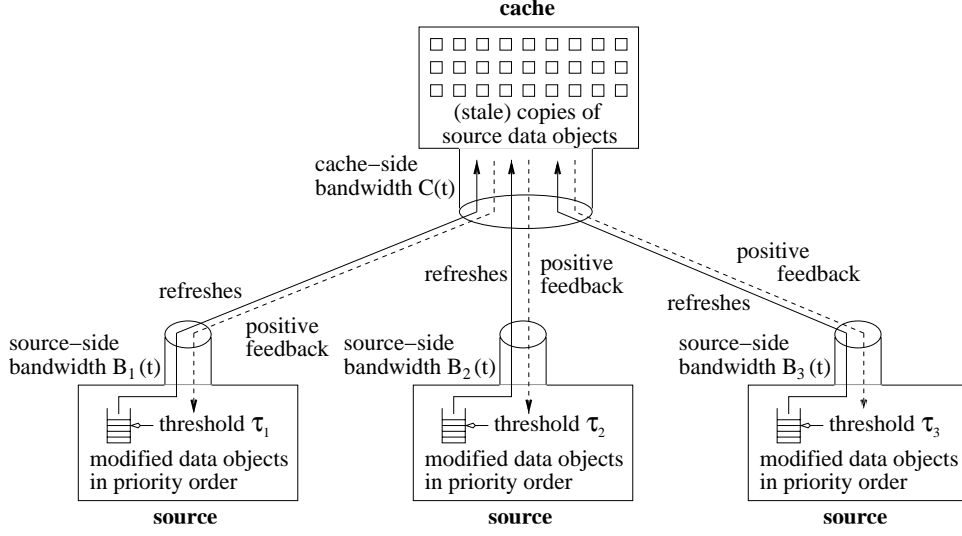 cache
(stale) copies of
source data objects
cache−side
bandwidth C(t)
refreshes
positive
feedback
refreshes
positive
feedback
positive
feedback
refreshes
source−side
bandwidth B1(t)
source−side
bandwidth B2(t)
source−side
bandwidth B3(t)
threshold τ1
modified data objects
in priority order
source
threshold τ2
modified data objects
in priority order
source
threshold τ3
modified data objects
in priority order
source